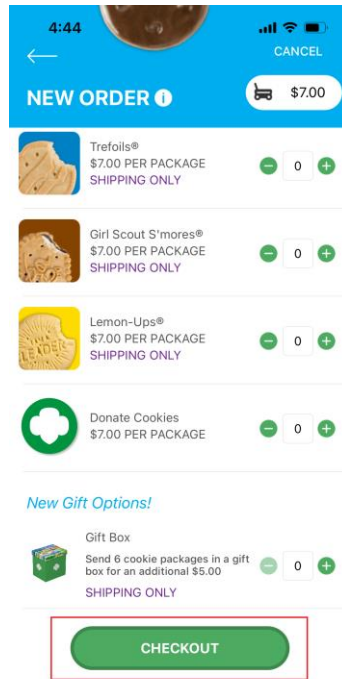 4:44
CANCEL
NEW ORDER i
$7.00
Trefoils®
$7.00 PER PACKAGE
SHIPPING ONLY
0
Girl Scout S'mores®
$7.00 PER PACKAGE
SHIPPING ONLY
0
Lemon-Ups®
$7.00 PER PACKAGE
SHIPPING ONLY
0
Donate Cookies
$7.00 PER PACKAGE
0
New Gift Options!
Gift Box
Send 6 cookie packages in a gift
box for an additional $5.00
SHIPPING ONLY
0
CHECKOUT